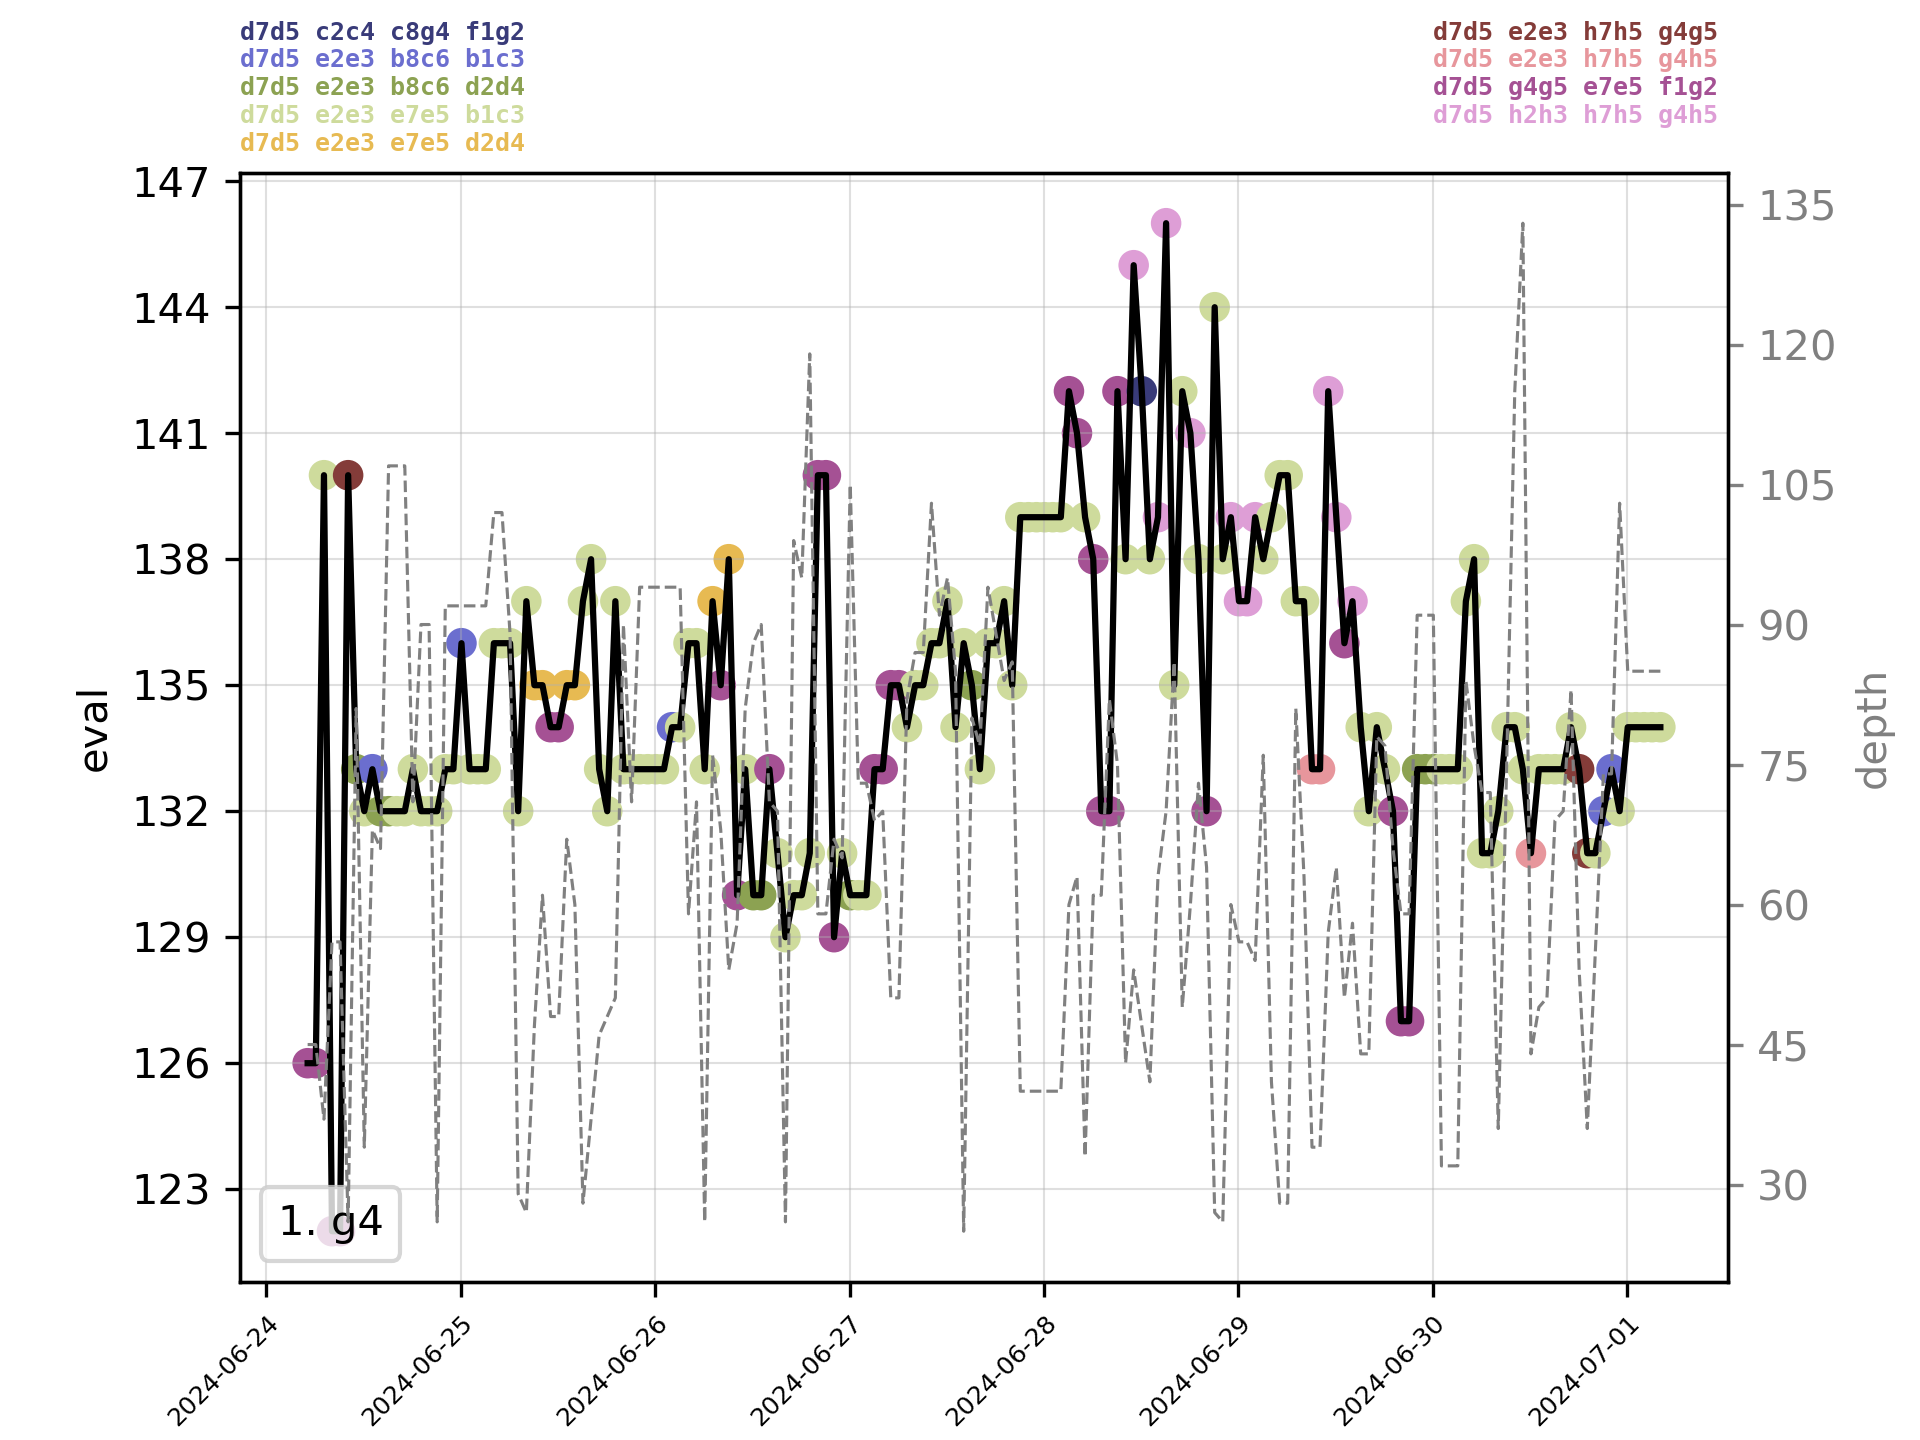 d7d5 c2c4 c8g4 f1g2
d7d5 e2e3 b8c6 b1c3
d7d5 e2e3 b8c6 d2d4
d7d5 e2e3 e7e5 b1c3
d7d5 e2e3 e7e5 d2d4
d7d5 e2e3 h7h5 g4g5
d7d5 e2e3 h7h5 g4h5
d7d5 g4g5 e7e5 f1g2
d7d5 h2h3 h7h5 g4h5
147
144
141
138
135
132
129
126
123
eval
135
120
105
90
75
60
45
30
depth
1. g4
2024-06-24
2024-06-25
2024-06-26
2024-06-27
2024-06-28
2024-06-29
2024-06-30
2024-07-01